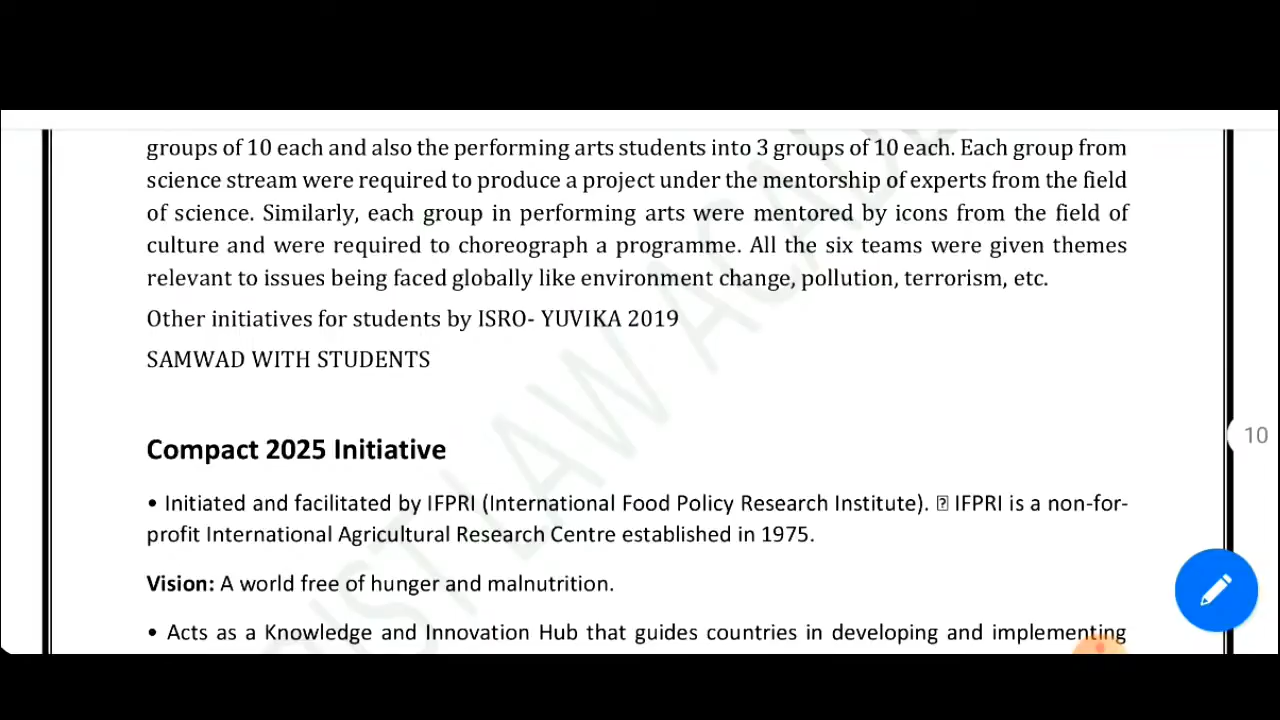 groups of 10 each and also the performing arts students into 3 groups of 10 each. Each group from
science stream were required to produce a project under the mentorship of experts from the field
of science. Similarly, each group in performing arts were mentored by icons from the field of
culture and were required to choreograph a programme. All the six teams were given themes
relevant to issues being faced globally like environment change, pollution, terrorism, etc.
Other initiatives for students by ISRO- YUVIKA 2019
SAMWAD WITH STUDENTS
Compact 2025 Initiative
10
• Initiated and facilitated by IFPRI (International Food Policy Research Institute). ⍰ IFPRI is a non-for-
profit International Agricultural Research Centre established in 1975.
Vision: A world free of hunger and malnutrition.
• Acts as a Knowledge and Innovation Hub that guides countries in developing and implementing
LAW